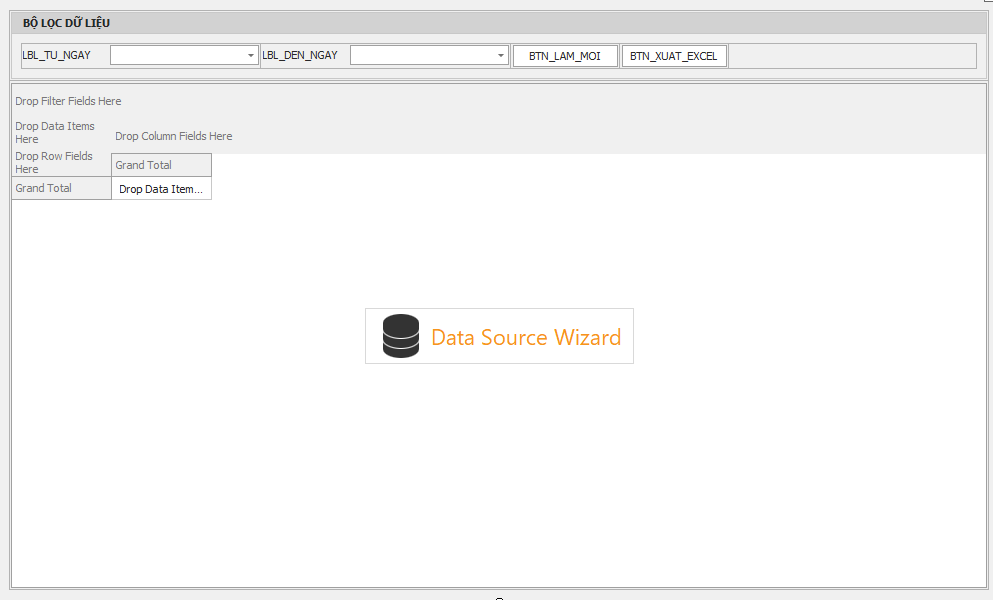 BỘ LỌC DỮ LIỆU
LBL_TU_NGAY LBL_DEN_NGAY BTN_LAM_MOI BTN_XUAT_EXCEL
Drop Filter Fields Here
Drop Data Items
Here
Drop Column Fields Here
Drop Row Fields
Here
Grand Total
Grand Total
Drop Data Item...
Data Source Wizard